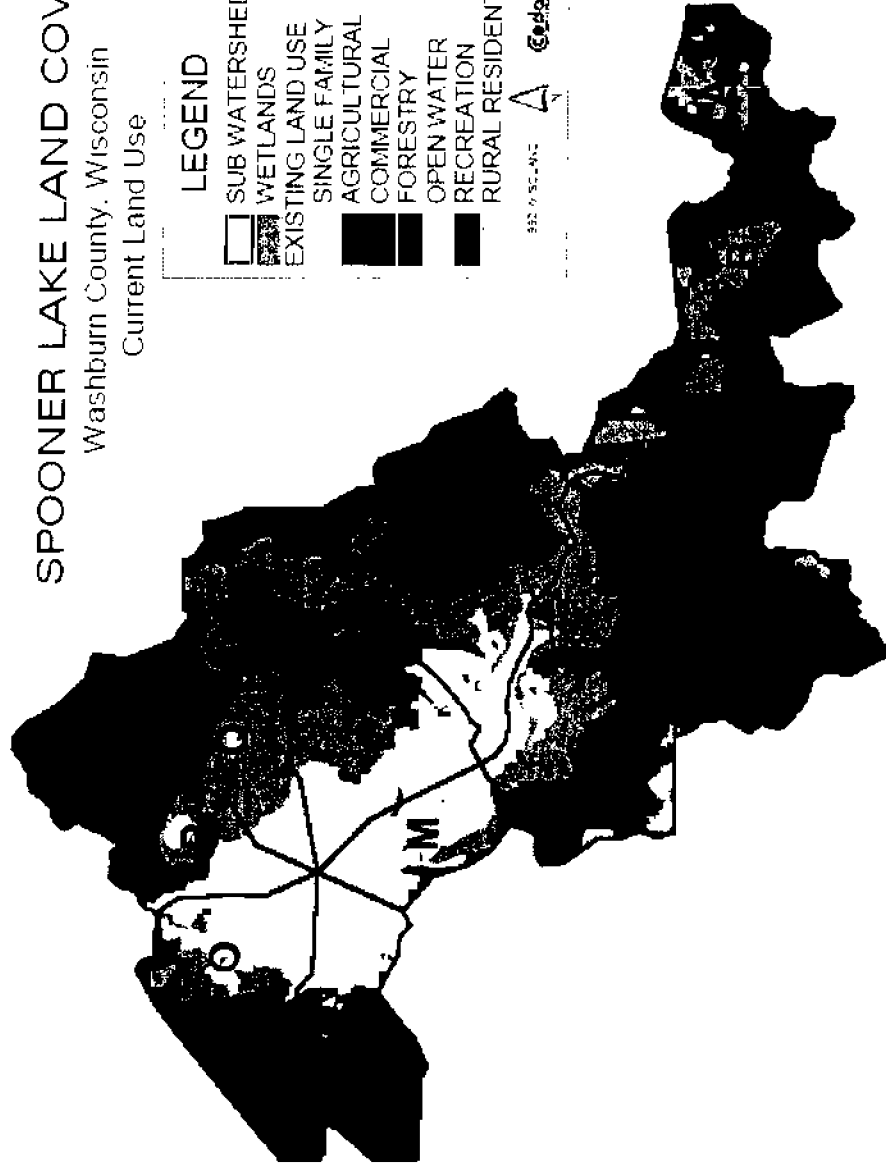 SPOONER LAKE LAND COV
Washburn County, Wisconsin
Current Land Use
LEGEND
SUB WATERSHED
WETLANDS
EXISTING LAND USE
SINGLE FAMILY
AGRICULTURAL
COMMERCIAL
FORESTRY
OPEN WATER
RECREATION
RURAL RESIDENT
N
M